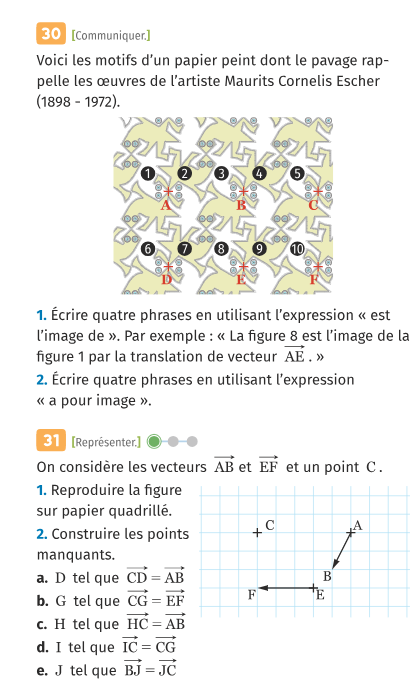 30 [Communiquer.]
Voici les motifs d’un papier peint dont le pavage rap-
pelle les œuvres de l’artiste Maurits Cornelis Escher
(1898 - 1972).
1 2 3 4 5
A B C
6 7 8 9 10
D E F
1. Écrire quatre phrases en utilisant l’expression « est
l’image de ». Par exemple : « La figure 8 est l’image de la
figure 1 par la translation de vecteur AE . »
2. Écrire quatre phrases en utilisant l’expression
« a pour image ».
31 [Représenter.]
On considère les vecteurs AB et EF et un point C .
1. Reproduire la figure
sur papier quadrillé.
2. Construire les points
manquants.
a. D tel que CD = AB
b. G tel que CG = EF
c. H tel que HC = AB
d. I tel que IC = CG
e. J tel que BJ = JC
C A
B
F E